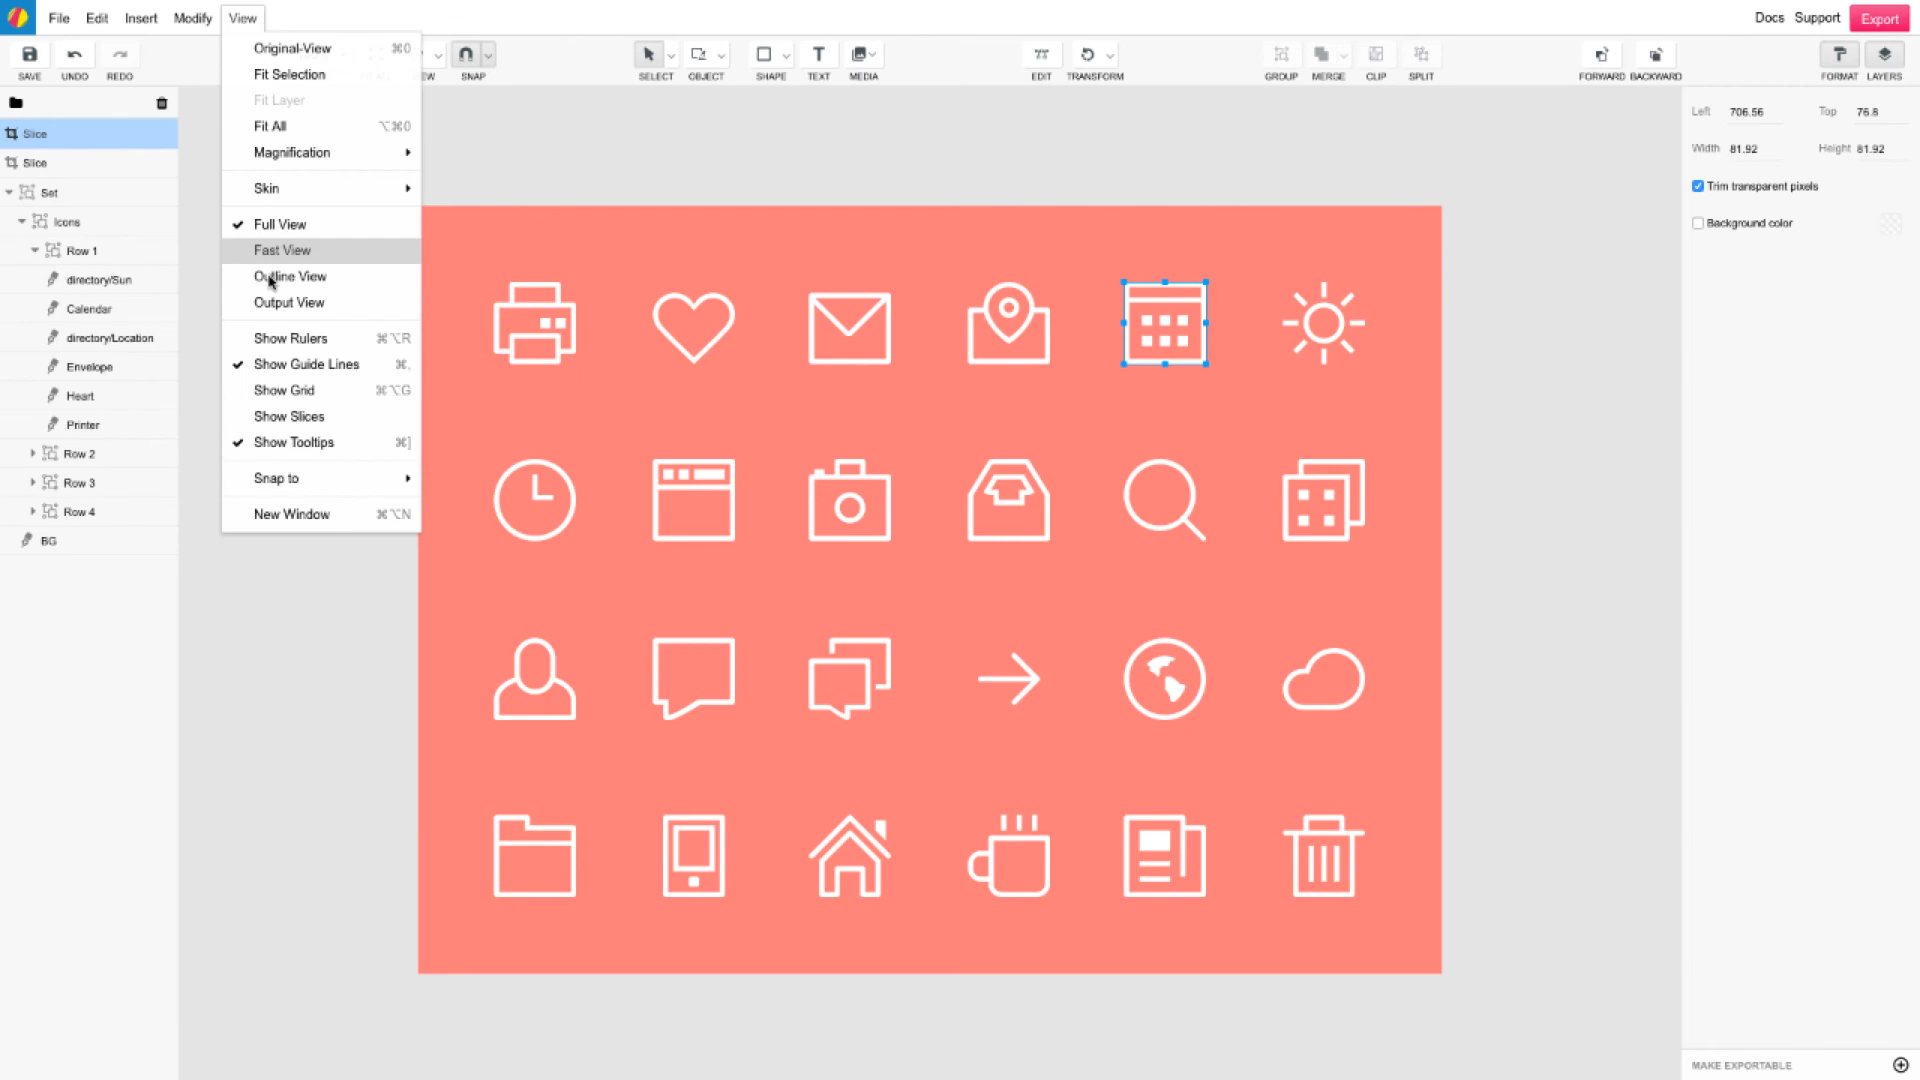 File Edit Insert Modify View Docs Support Export
SAVE UNDO REDO EW SNAP SELECT OBJECT SHAPE TEXT MEDIA EDIT TRANSFORM GROUP MERGE CLIP SPLIT FORWARD BACKWARD FORMAT LAYERS
Slice
Slice
Set
Icons
Row 1
directory/Sun
Calendar
directory/Location
Envelope
Heart
Printer
Row 2
Row 3
Row 4
BG
Original-View ⌘0
Fit Selection
Fit Layer
Fit All ⌥⌘0
Magnification
Skin
Full View
Fast View
Outline View
Output View
Show Rulers ⌘⌥R
Show Guide Lines ⌘,
Show Grid ⌘⌥G
Show Slices
Show Tooltips ⌘]
Snap to
New Window ⌘⌥N
Left 706.56 Top 76.8
Width 81.92 Height 81.92
Trim transparent pixels
Background color
MAKE EXPORTABLE